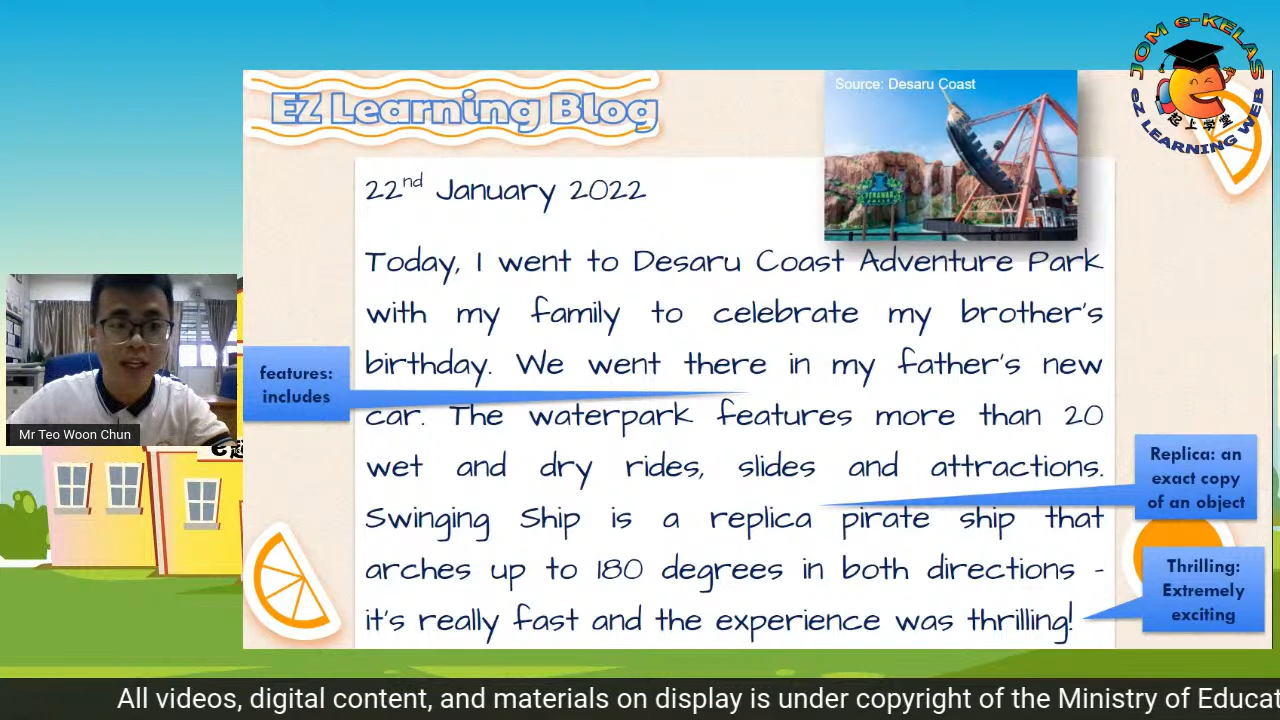 JOM e-KELAS
起上学堂
eZ LEARNING WEB
EZ Learning Blog
Source: Desaru Coast
22nd January 2022
Today, I went to Desaru Coast Adventure Park
with my family to celebrate my brother's
birthday. We went there in my father's new
car. The waterpark features more than 20
wet and dry rides, slides and attractions.
Swinging Ship is a replica pirate ship that
arches up to 180 degrees in both directions -
it's really fast and the experience was thrilling!
features:
includes
Replica: an
exact copy
of an object
Thrilling:
Extremely
exciting
Mr Teo Woon Chun
All videos, digital content, and materials on display is under copyright of the Ministry of Educat